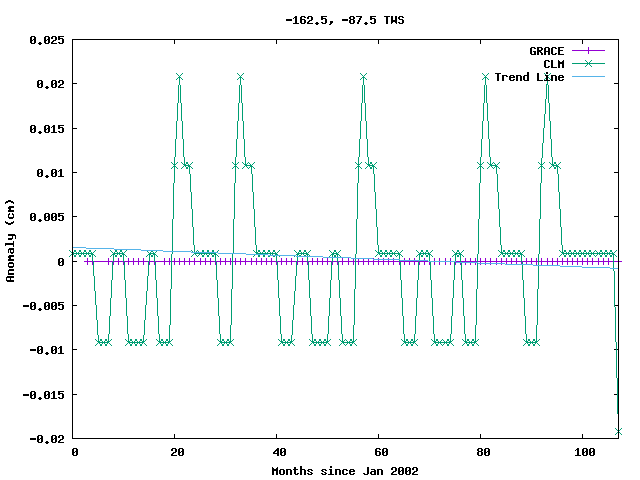 -162.5, -87.5 TWS
0.025
0.02
0.015
0.01
0.005
0
-0.005
-0.01
-0.015
-0.02
Anomaly (cm)
GRACE
CLM
Trend Line
0 20 40 60 80 100
Months since Jan 2002